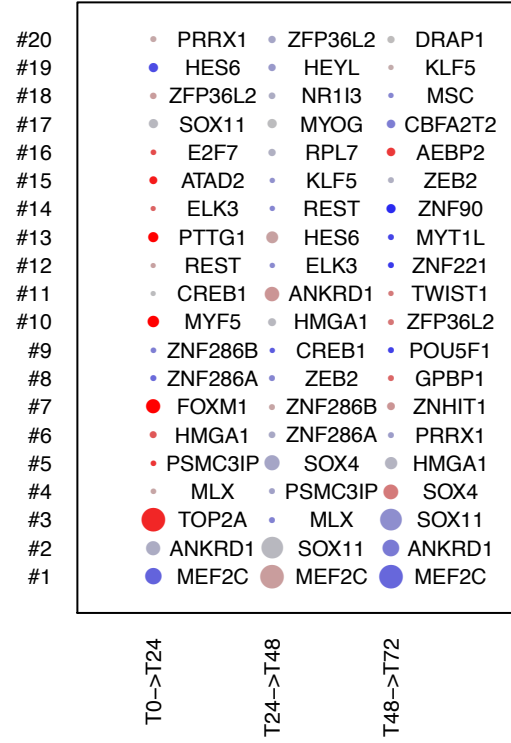 #20 PRRX1 ZFP36L2 DRAP1
#19 HES6 HEYL KLF5
#18 ZFP36L2 NR1I3 MSC
#17 SOX11 MYOG CBFA2T2
#16 E2F7 RPL7 AEBP2
#15 ATAD2 KLF5 ZEB2
#14 ELK3 REST ZNF90
#13 PTTG1 HES6 MYT1L
#12 REST ELK3 ZNF221
#11 CREB1 ANKRD1 TWIST1
#10 MYF5 HMGA1 ZFP36L2
#9 ZNF286B CREB1 POU5F1
#8 ZNF286A ZEB2 GPBP1
#7 FOXM1 ZNF286B ZNHIT1
#6 HMGA1 ZNF286A PRRX1
#5 PSMC3IP SOX4 HMGA1
#4 MLX PSMC3IP SOX4
#3 TOP2A MLX SOX11
#2 ANKRD1 SOX11 ANKRD1
#1 MEF2C MEF2C MEF2C
T0−>T24
T24−>T48
T48−>T72